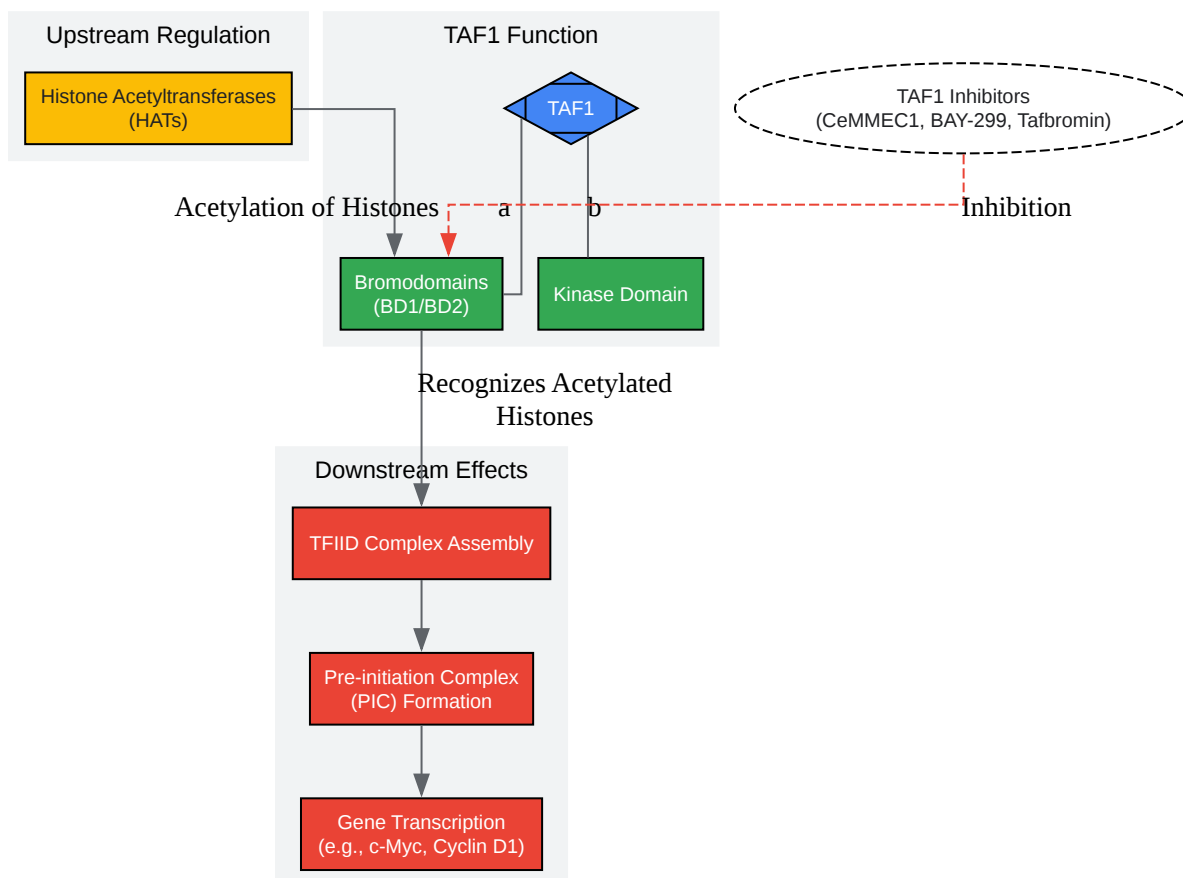 Upstream Regulation
TAF1 Function
Histone Acetyltransferases
(HATs)
TAF1
TAF1 Inhibitors
(CeMMEC1, BAY-299, Tafbromin)
Acetylation of Histones
a
b
Inhibition
Bromodomains
(BD1/BD2)
Kinase Domain
Recognizes Acetylated
Histones
Downstream Effects
TFIID Complex Assembly
Pre-initiation Complex
(PIC) Formation
Gene Transcription
(e.g., c-Myc, Cyclin D1)